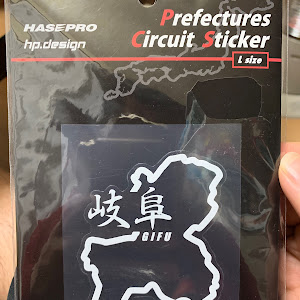 HASEPRO
hp.design
Prefectures
Circuit Sticker
L size
岐阜
GIFU